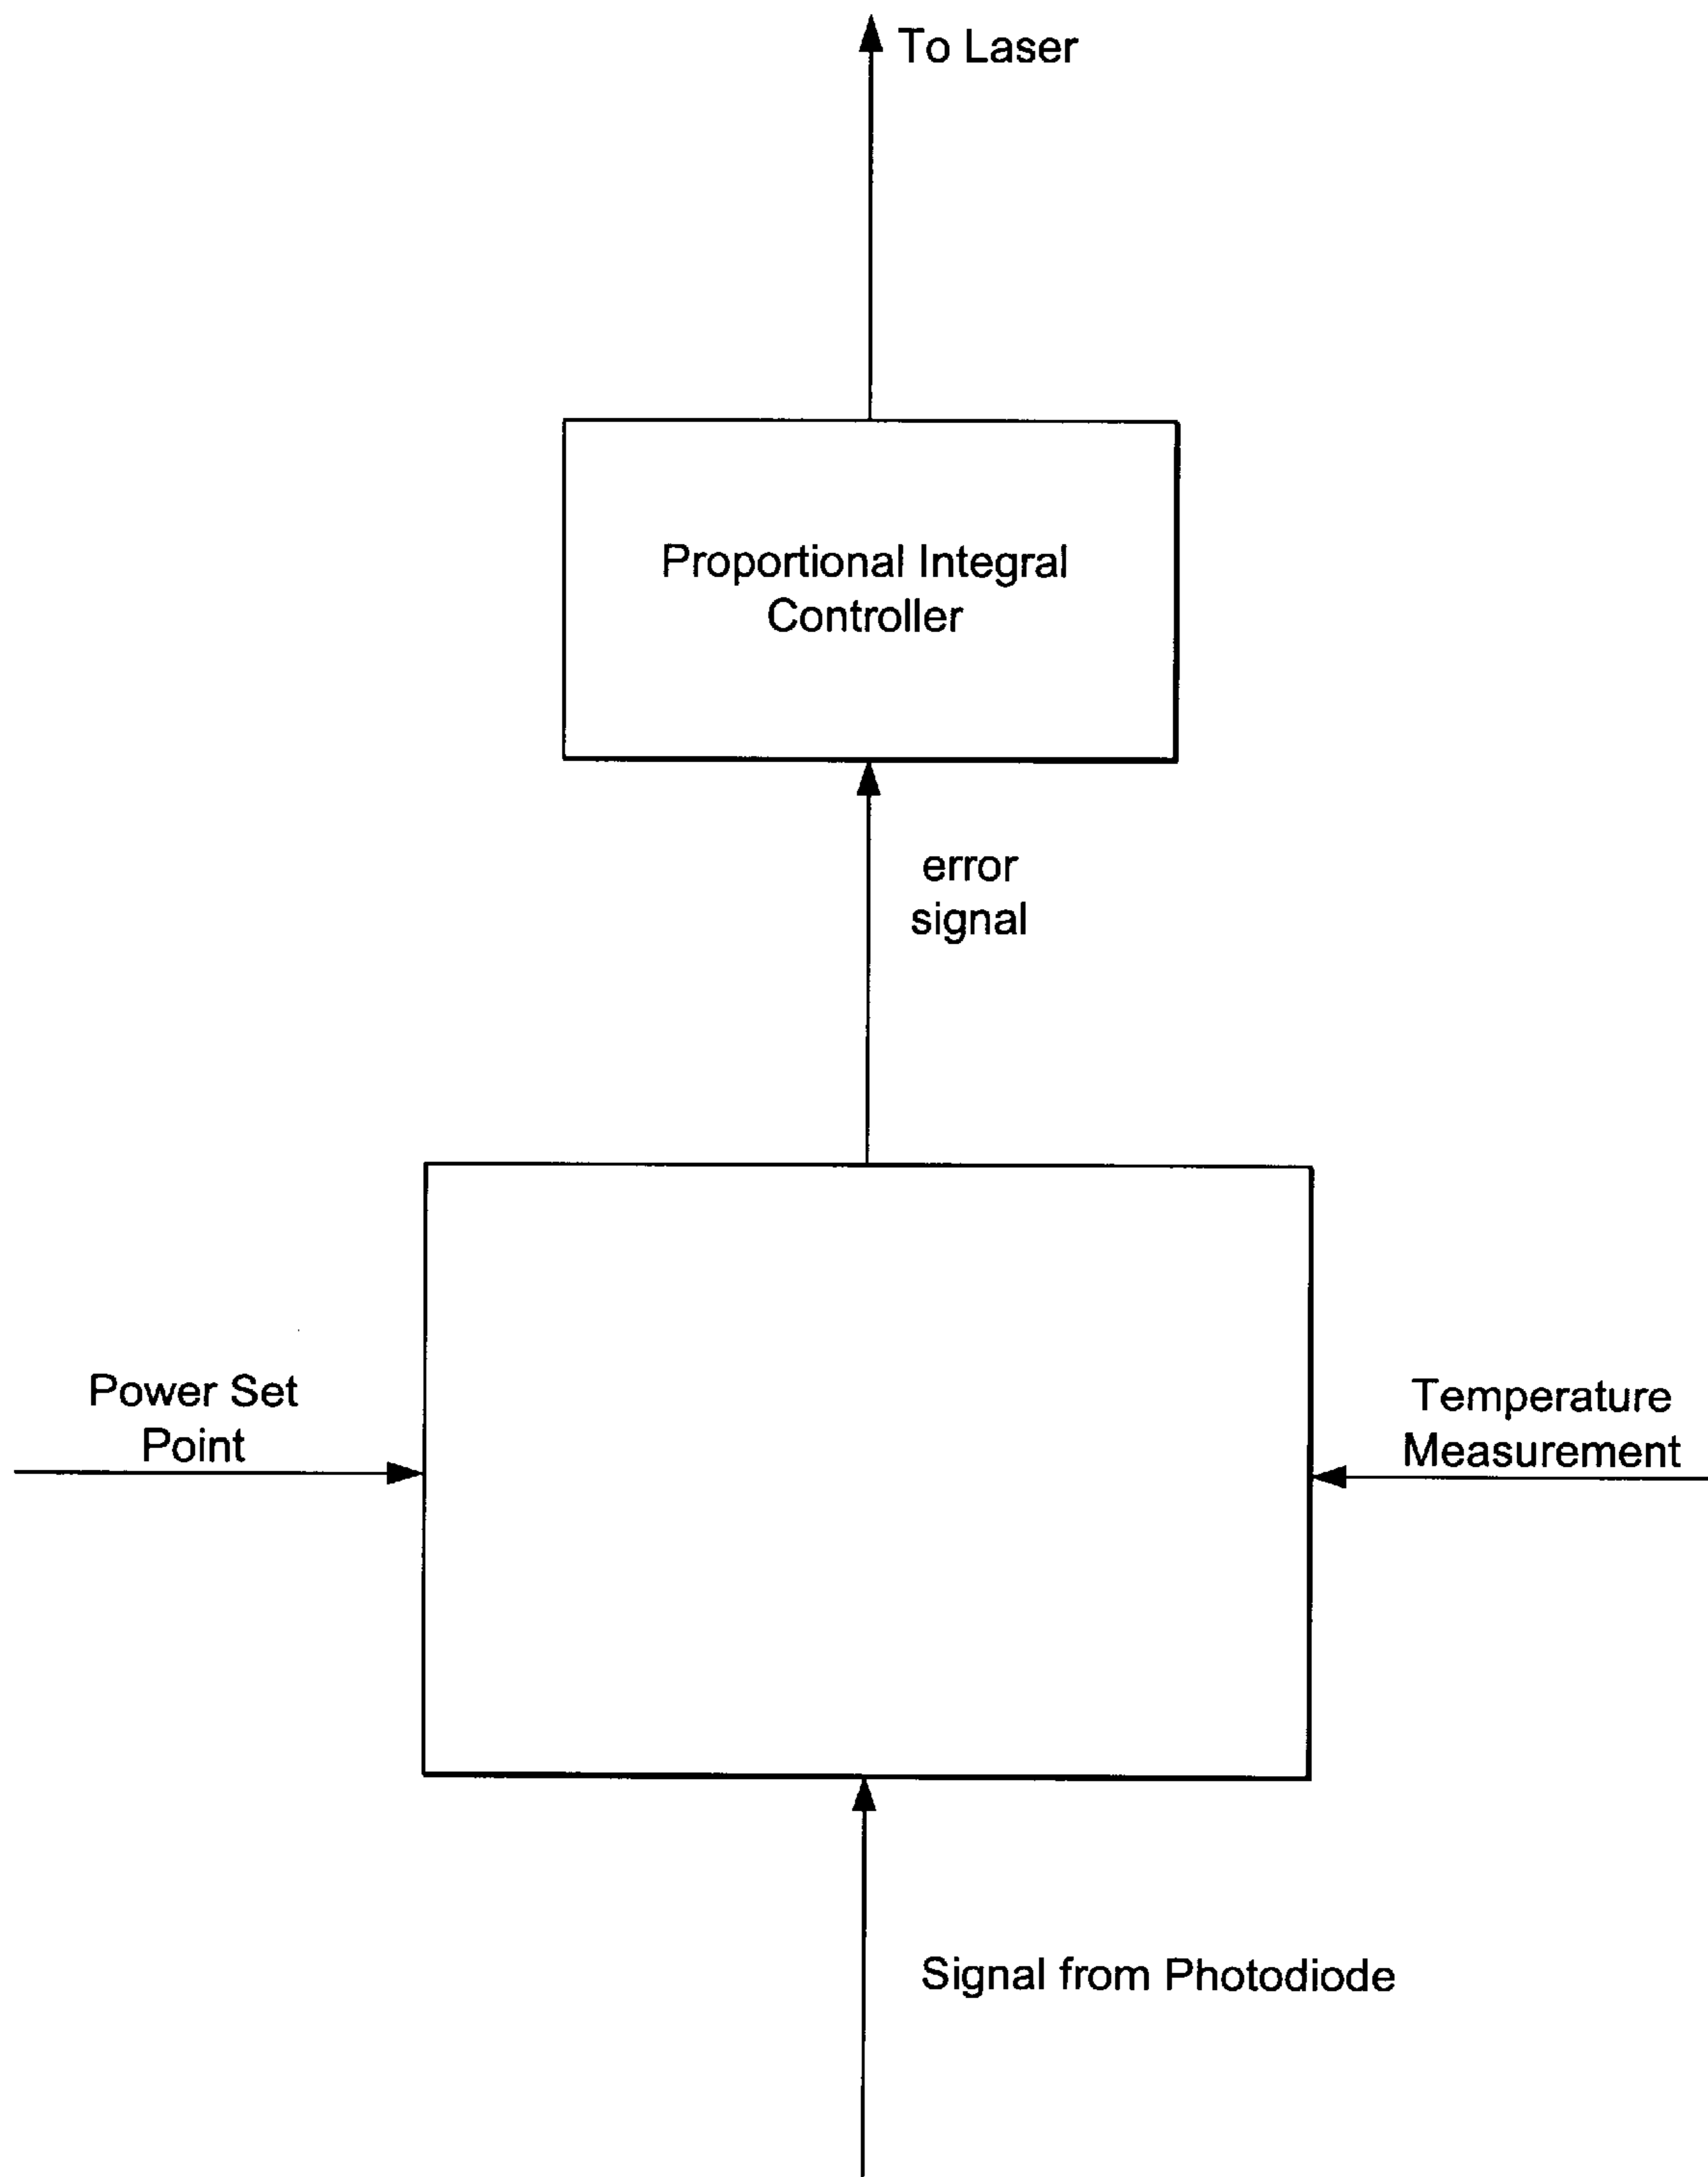 To Laser
Proportional Integral
Controller
error
signal
Power Set
Point
Temperature
Measurement
Signal from Photodiode